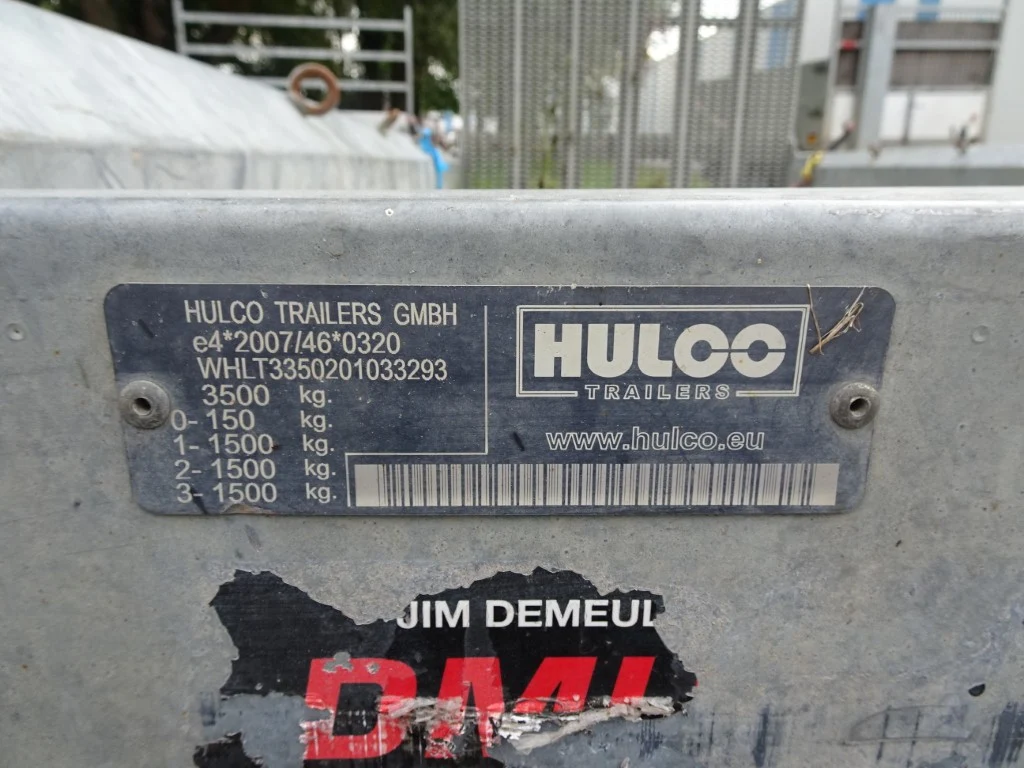 HULCO TRAILERS GMBH
e4*2007/46*0320
WHLT3350201033293
3500 kg.
0- 150 kg.
1- 1500 kg.
2- 1500 kg.
3- 1500 kg.
HULCO
TRAILERS
www.hulco.eu
JIM DEMEUL
DML